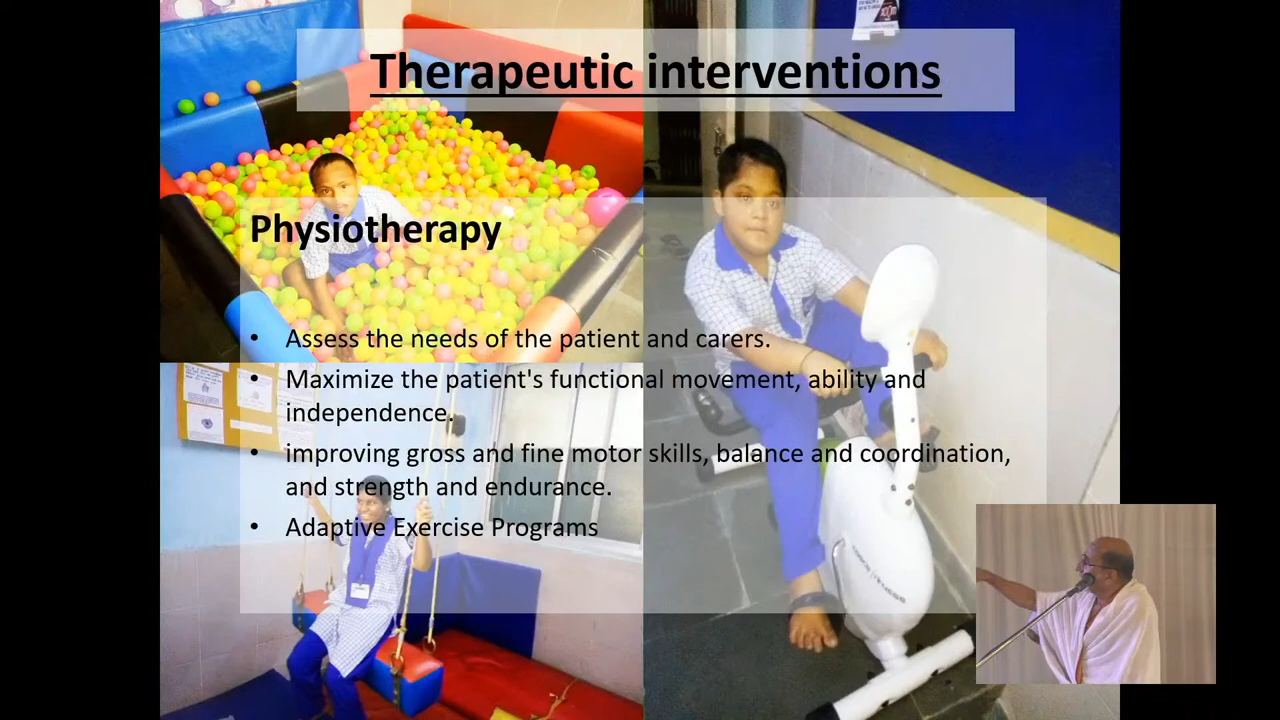 Therapeutic interventions
Physiotherapy
• Assess the needs of the patient and carers.
• Maximize the patient's functional movement, ability and
independence.
• improving gross and fine motor skills, balance and coordination,
and strength and endurance.
• Adaptive Exercise Programs